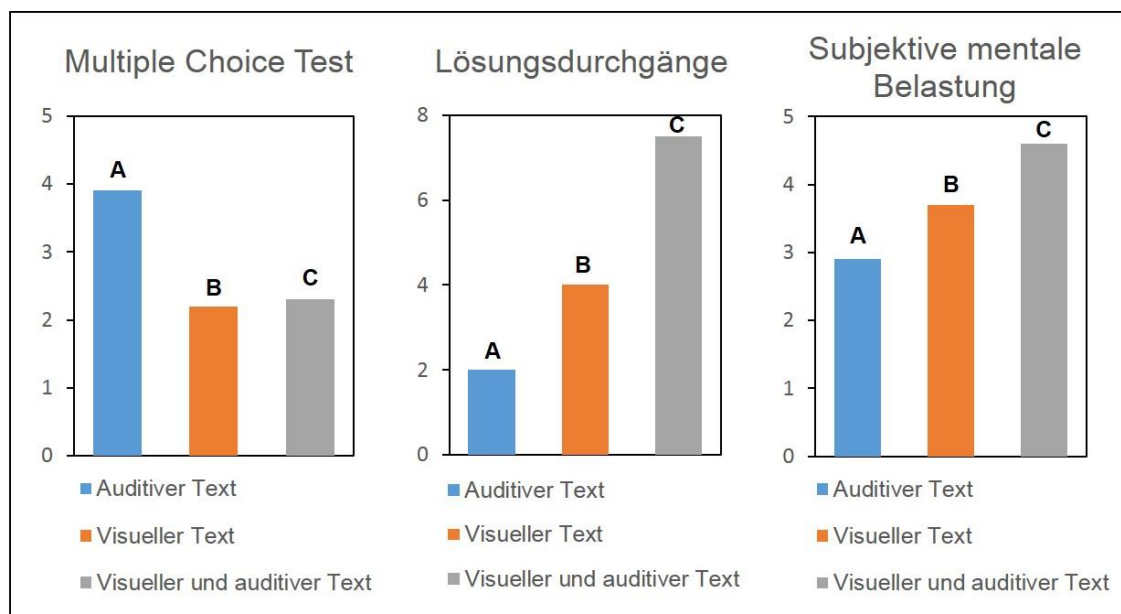 Multiple Choice Test
5
4
3
2
1
0
A
B
C
Auditiver Text
Visueller Text
Visueller und auditiver Text
Lösungsdurchgänge
8
6
4
2
0
A
B
C
Auditiver Text
Visueller Text
Visueller und auditiver Text
Subjektive mentale
Belastung
5
4
3
2
1
0
A
B
C
Auditiver Text
Visueller Text
Visueller und auditiver Text